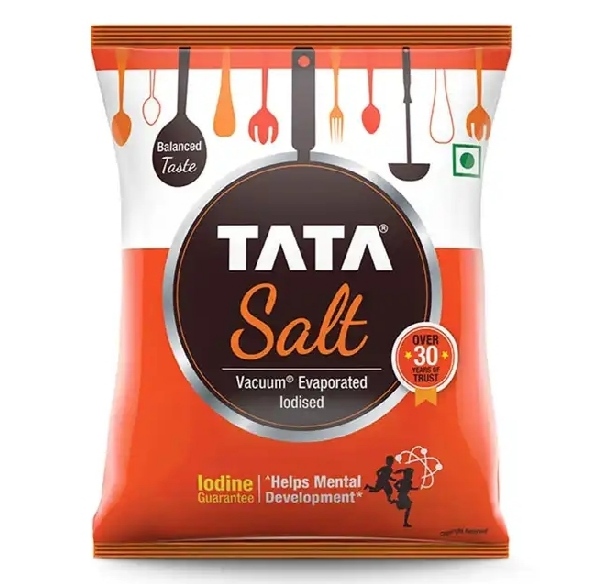 Balanced
Taste
TATA®
Salt
Vacuum® Evaporated
Iodised
OVER
30
YEARS OF
TRUST
Iodine
Guarantee
^Helps Mental
Development*